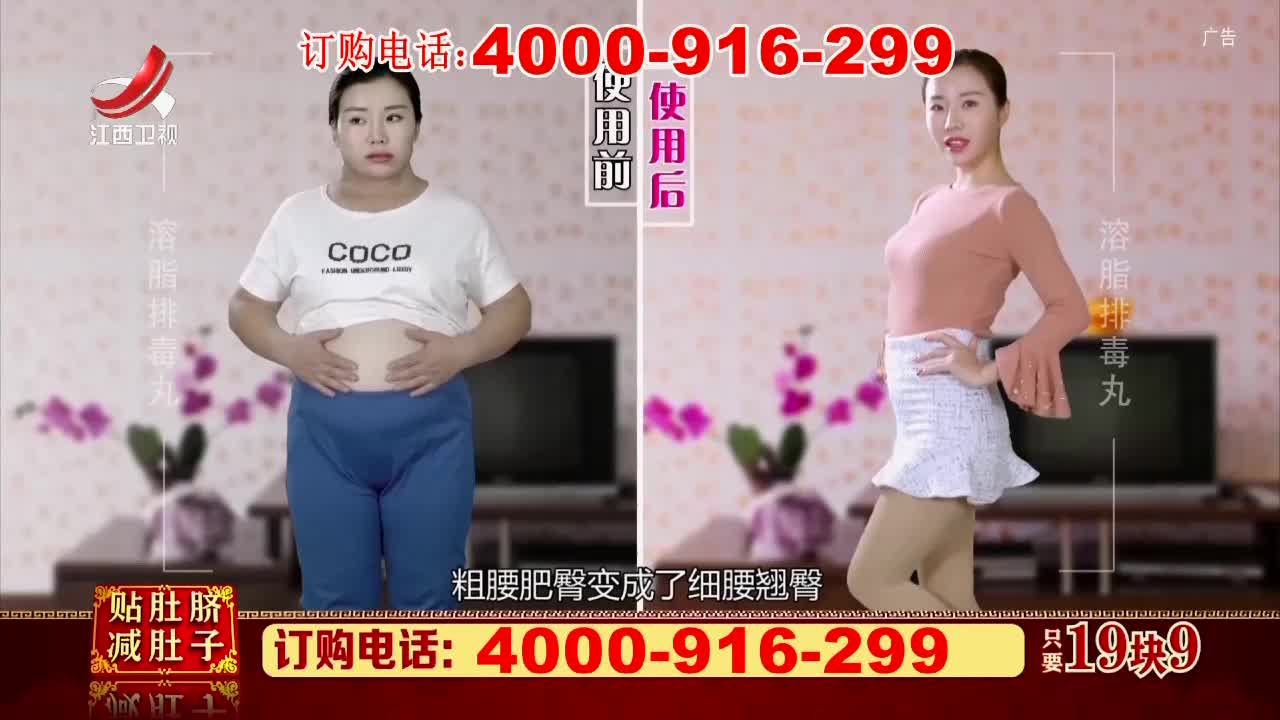 订购电话:4000-916-299
广告
江西卫视
使用前
使用后
COCO
FASHION UNDERGROUND LUXURY
溶脂排毒丸
溶脂排毒丸
粗腰肥臀变成了细腰翘臀
贴肚脐
减肚子
订购电话: 4000-916-299
只要19块9